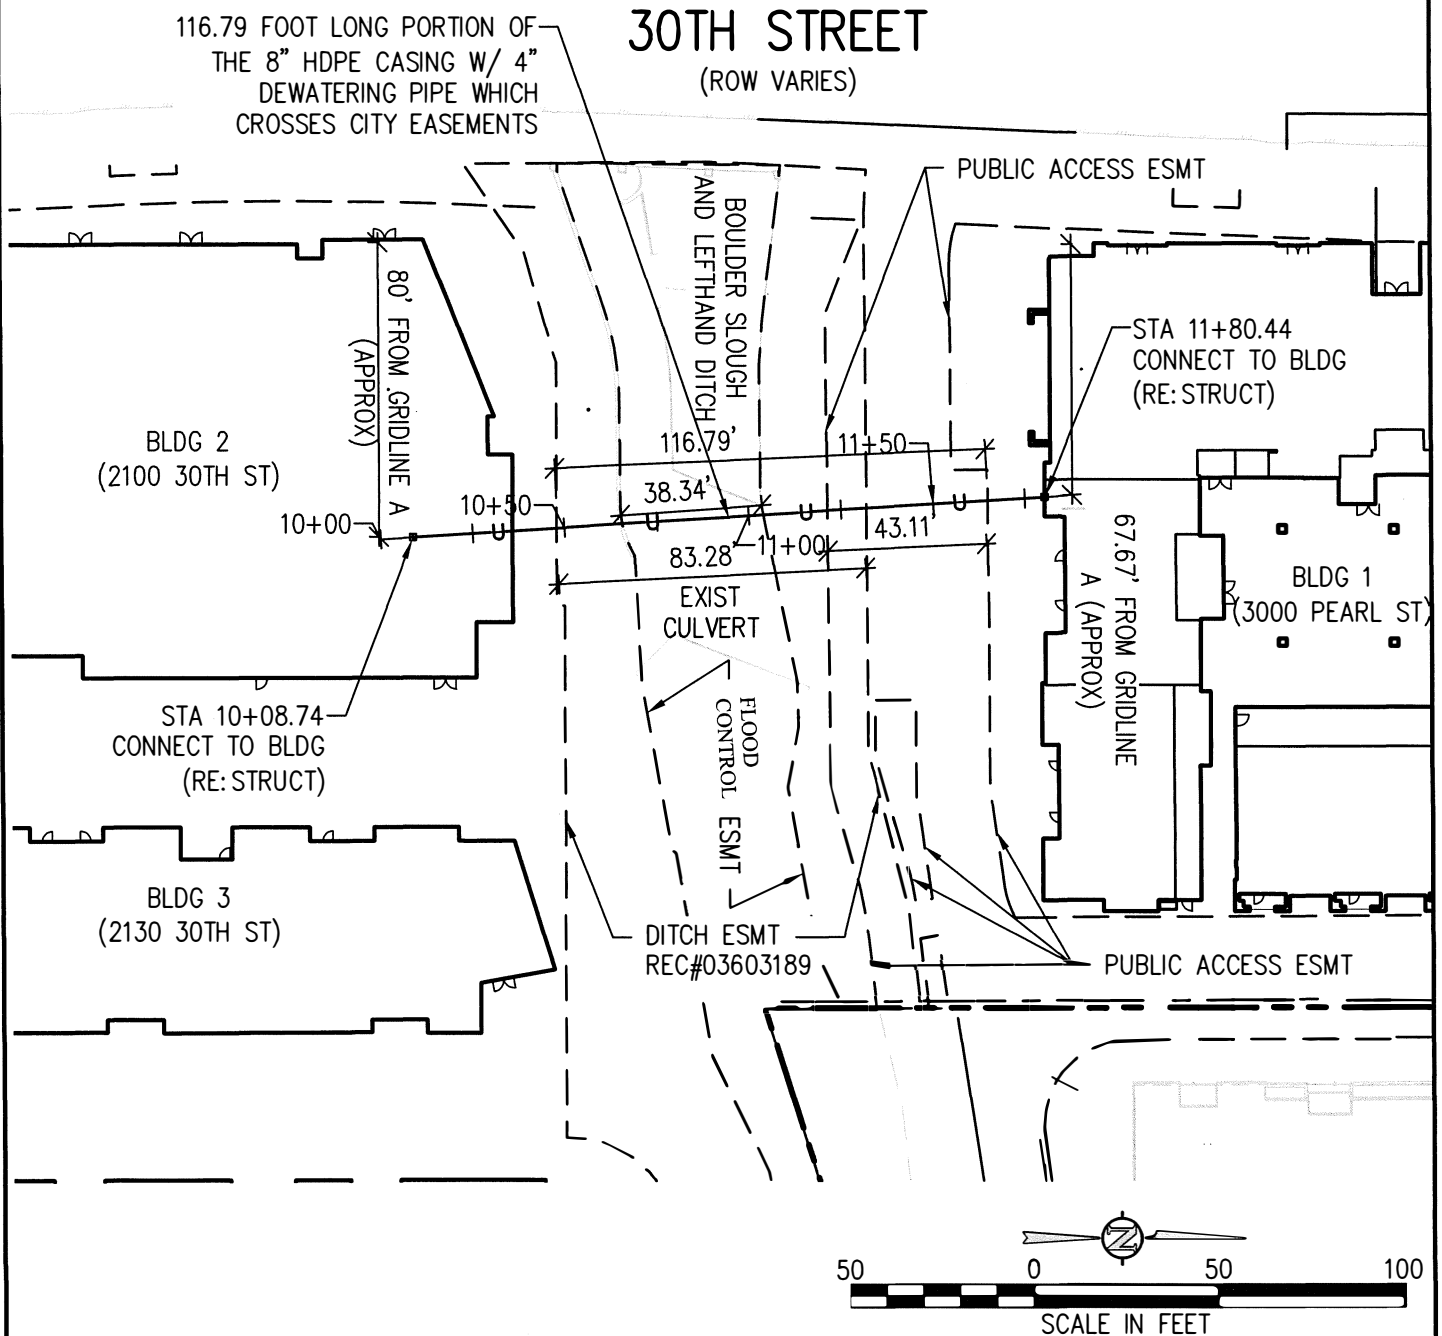 30TH STREET
(ROW VARIES)
116.79 FOOT LONG PORTION OF
THE 8" HDPE CASING W/ 4"
DEWATERING PIPE WHICH
CROSSES CITY EASEMENTS
PUBLIC ACCESS ESMT
BOULDER SLOUGH
AND LEFTHAND DITCH
80' FROM GRIDLINE A
(APPROX)
STA 11+80.44
CONNECT TO BLDG
(RE: STRUCT)
BLDG 2
(2100 30TH ST)
116.79'
11+50
38.34'
10+50
10+00
U
U
U
U
43.11'
11+00
83.28'
EXIST
CULVERT
67.67' FROM GRIDLINE
A (APPROX)
BLDG 1
(3000 PEARL ST)
STA 10+08.74
CONNECT TO BLDG
(RE: STRUCT)
FLOOD
CONTROL ESMT
BLDG 3
(2130 30TH ST)
DITCH ESMT
REC#03603189
PUBLIC ACCESS ESMT
N
50 0 50 100
SCALE IN FEET